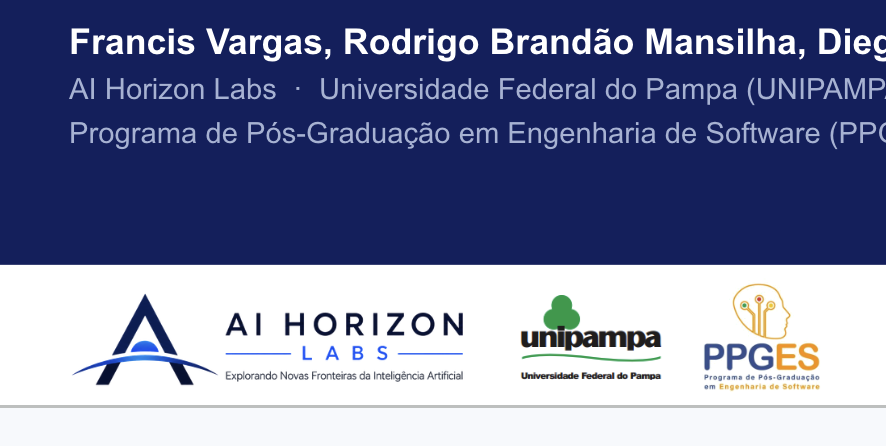 Francis Vargas, Rodrigo Brandão Mansilha, Dieg
AI Horizon Labs · Universidade Federal do Pampa (UNIPAMPA
Programa de Pós-Graduação em Engenharia de Software (PPG
AI HORIZON
LABS
Explorando Novas Fronteiras da Inteligência Artificial
unipampa
Universidade Federal do Pampa
PPGES
Programa de Pós-Graduação
em Engenharia de Software